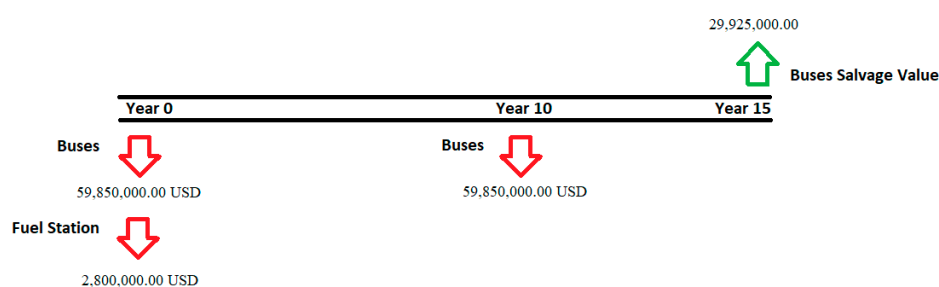 29,925,000.00
Buses Salvage Value
Year 0 Year 10 Year 15
Buses Buses
59,850,000.00 USD 59,850,000.00 USD
Fuel Station
2,800,000.00 USD